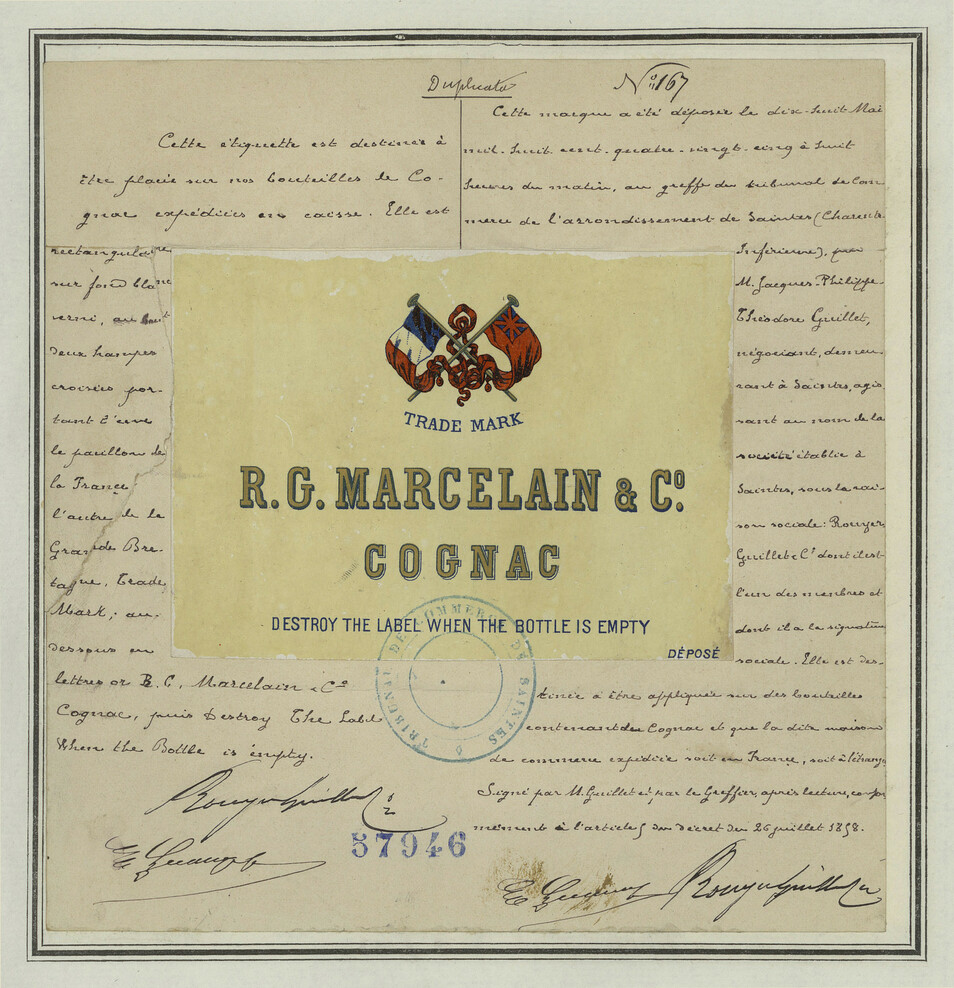 Duplicata
Cette étiquette est destinée à
être placée sur nos bouteilles de Co-
gnac expédiées en caisse. Elle est
rectangulaire
sur fond blanc
verni, au haut
deux hampes
croisées por-
tant l'une
le pavillon de
la France
l'autre de la
Grande Bre-
tagne, Trade
Mark; au-
dessous en
lettres or R. G. Marcelain & Cº
Cognac, puis Destroy The Label
When the Bottle is empty.
Nº 167
Cette marque a été déposée le dix-huit Mai
mil-huit-cent-quatre-vingt-cinq à huit
heures du matin, au greffe du tribunal de Com
merce de l'arrondissement de Saintes (Charente
Inférieure), par
M. Jacques-Philippe-
Théodore Guillet,
négociant, demeu
rant à Saintes, agis
sant au nom de la
société établie à
Saintes, sous la rai-
son sociale: Rouyer,
Guillet & Cº dont il est
l'un des membres et
dont il a la signature
sociale. Elle est des-
tinée à être appliquée sur des bouteilles
contenant du Cognac et que la dite maison
de commerce expédie soit en France, soit à l'étranger
Signé par M. Guillet et par le Greffier, après lecture, confor
mément à l'article 5 du décret du 26 juillet 1858.
TRADE MARK
R. G. MARCELAIN & Cº.
COGNAC
DESTROY THE LABEL WHEN THE BOTTLE IS EMPTY
DÉPOSÉ
TRIBUNAL DE COMMERCE DE SAINTES
Rouyer Guillet & Cº
57946
Rouyer Guillet & Cº